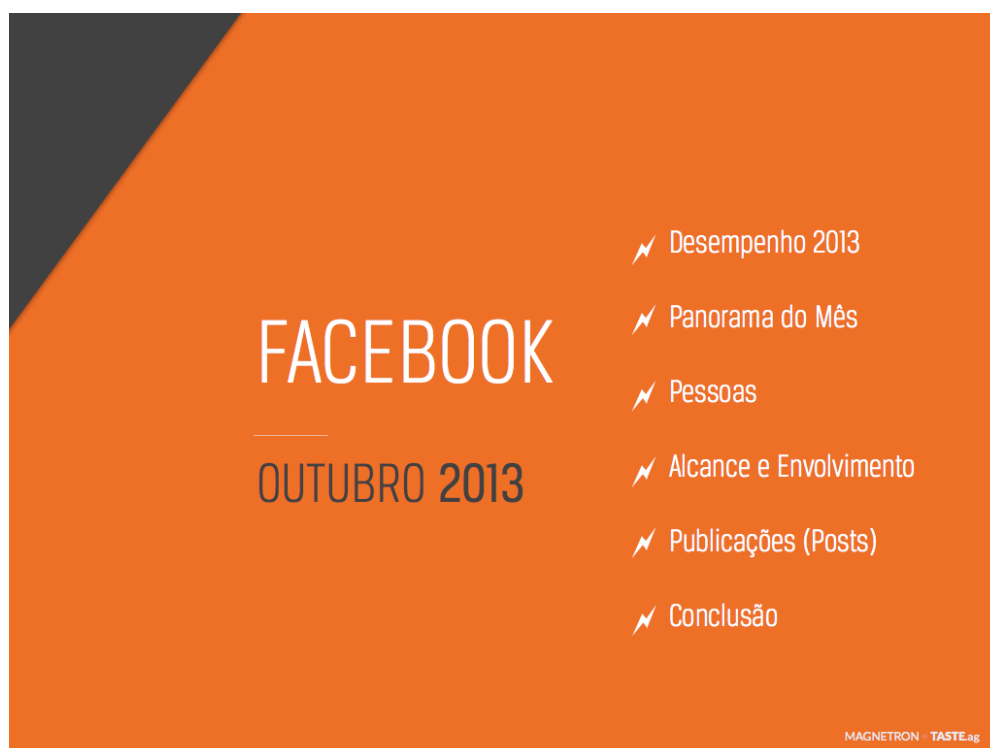 FACEBOOK
OUTUBRO 2013
Desempenho 2013
Panorama do Mês
Pessoas
Alcance e Envolvimento
Publicações (Posts)
Conclusão
MAGNETRON + TASTE.ag